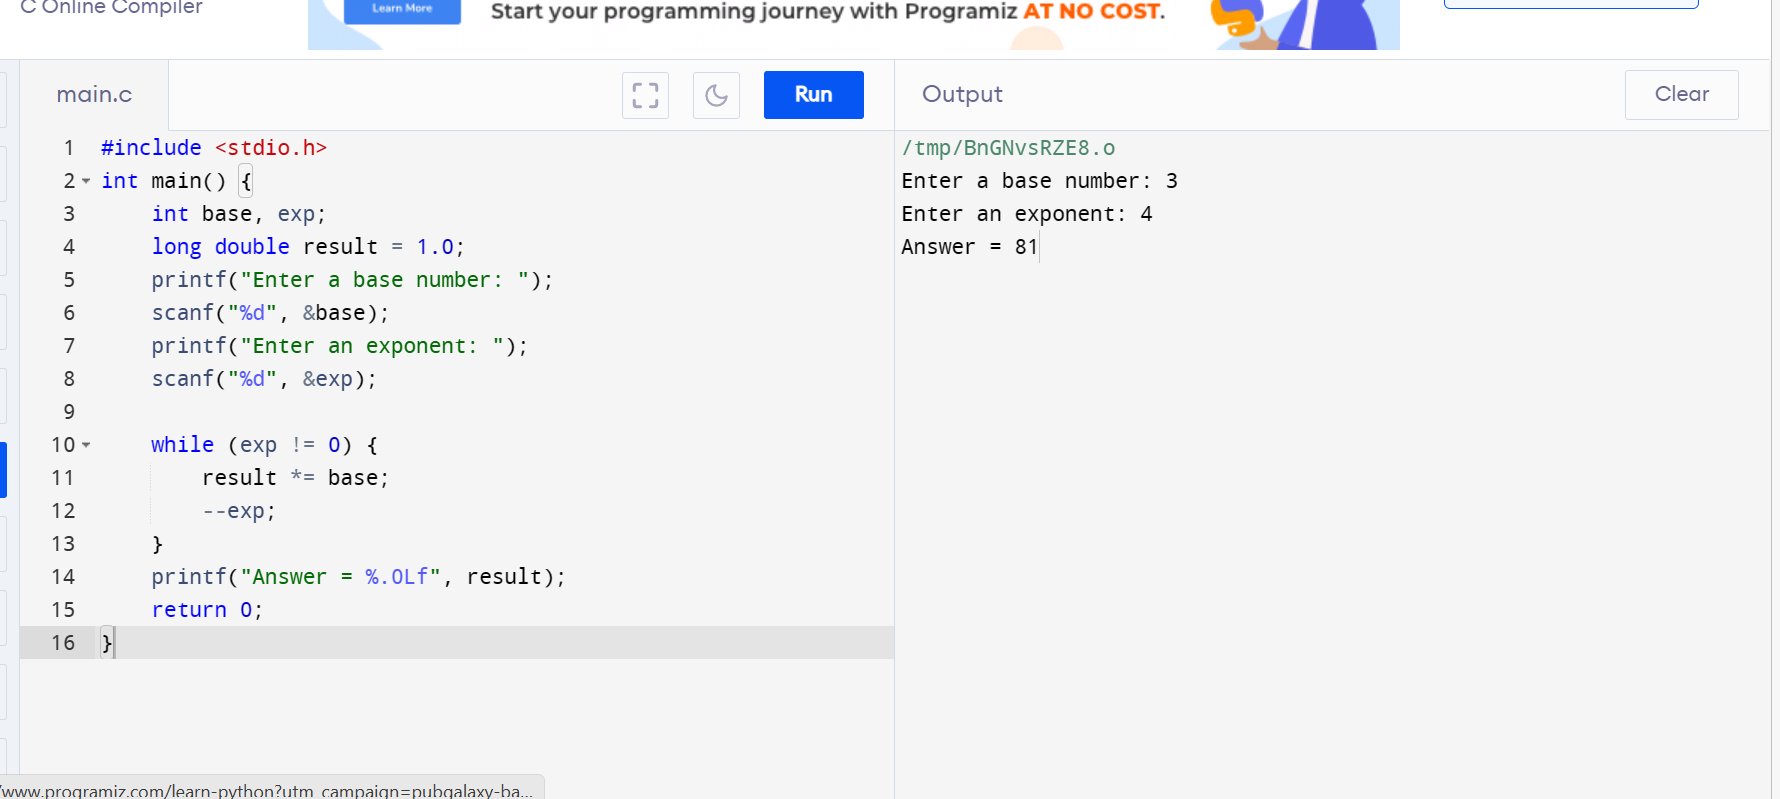 C Online Compiler
Learn More
Start your programming journey with Programiz AT NO COST.
main.c
Run
Output
Clear
1 #include <stdio.h>
2 int main() {
3     int base, exp;
4     long double result = 1.0;
5     printf("Enter a base number: ");
6     scanf("%d", &base);
7     printf("Enter an exponent: ");
8     scanf("%d", &exp);
9
10     while (exp != 0) {
11         result *= base;
12         --exp;
13     }
14     printf("Answer = %.0Lf", result);
15     return 0;
16 }
/tmp/BnGNvsRZE8.o
Enter a base number: 3
Enter an exponent: 4
Answer = 81
/www.programiz.com/learn-python?utm_campaign=pubgalaxy-ba...